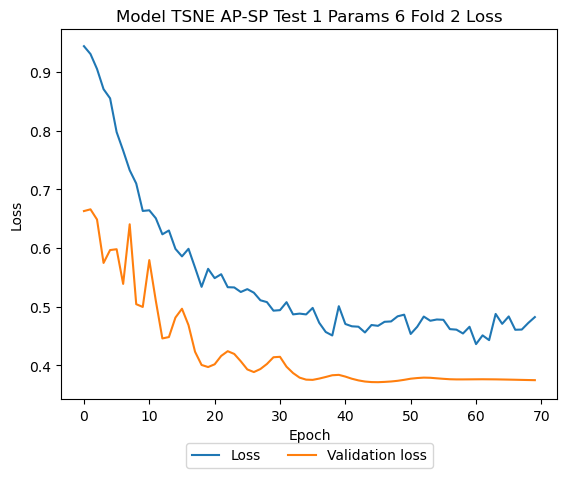 Model TSNE AP-SP Test 1 Params 6 Fold 2 Loss
Loss
0.9
0.8
0.7
0.6
0.5
0.4
0 10 20 30 40 50 60 70
Epoch
Loss Validation loss